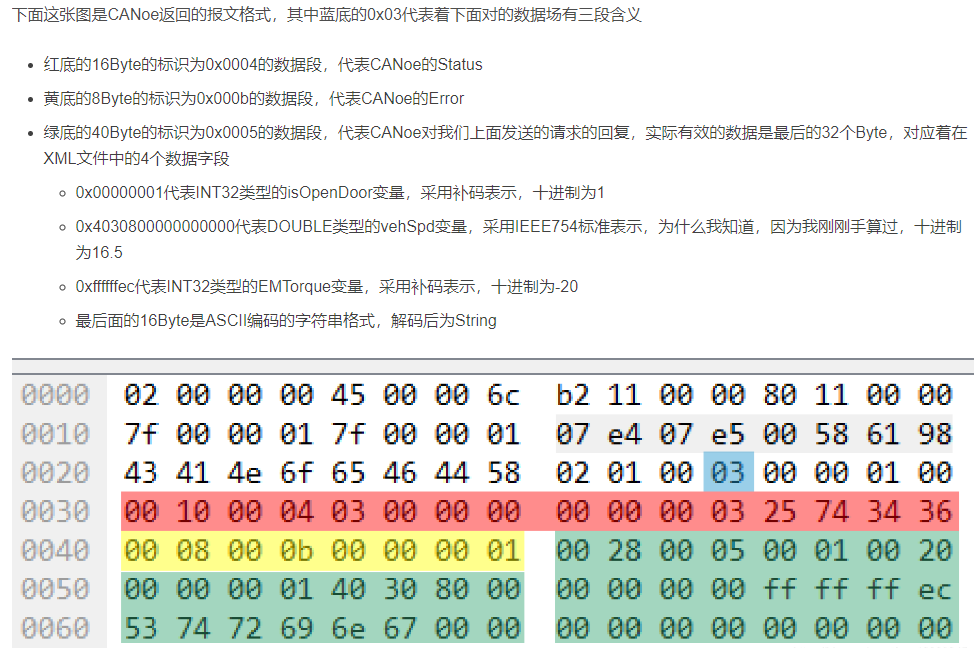 下面这张图是CANoe返回的报文格式，其中蓝底的0x03代表着下面对的数据场有三段含义
红底的16Byte的标识为0x0004的数据段，代表CANoe的Status
黄底的8Byte的标识为0x000b的数据段，代表CANoe的Error
绿底的40Byte的标识为0x0005的数据段，代表CANoe对我们上面发送的请求的回复，实际有效的数据是最后的32个Byte，对应着在
XML文件中的4个数据字段
0x00000001代表INT32类型的isOpenDoor变量，采用补码表示，十进制为1
0x4030800000000000代表DOUBLE类型的vehSpd变量，采用IEEE754标准表示，为什么我知道，因为我刚刚手算过，十进制
为16.5
0xffffffec代表INT32类型的EMTorque变量，采用补码表示，十进制为-20
最后面的16Byte是ASCII编码的字符串格式，解码后为String
0000 02 00 00 00 45 00 00 6c b2 11 00 00 80 11 00 00
0010 7f 00 00 01 7f 00 00 01 07 e4 07 e5 00 58 61 98
0020 43 41 4e 6f 65 46 44 58 02 01 00 03 00 00 01 00
0030 00 10 00 04 03 00 00 00 00 00 00 03 25 74 34 36
0040 00 08 00 0b 00 00 00 01 00 28 00 05 00 01 00 20
0050 00 00 00 01 40 30 80 00 00 00 00 00 ff ff ff ec
0060 53 74 72 69 6e 67 00 00 00 00 00 00 00 00 00 00